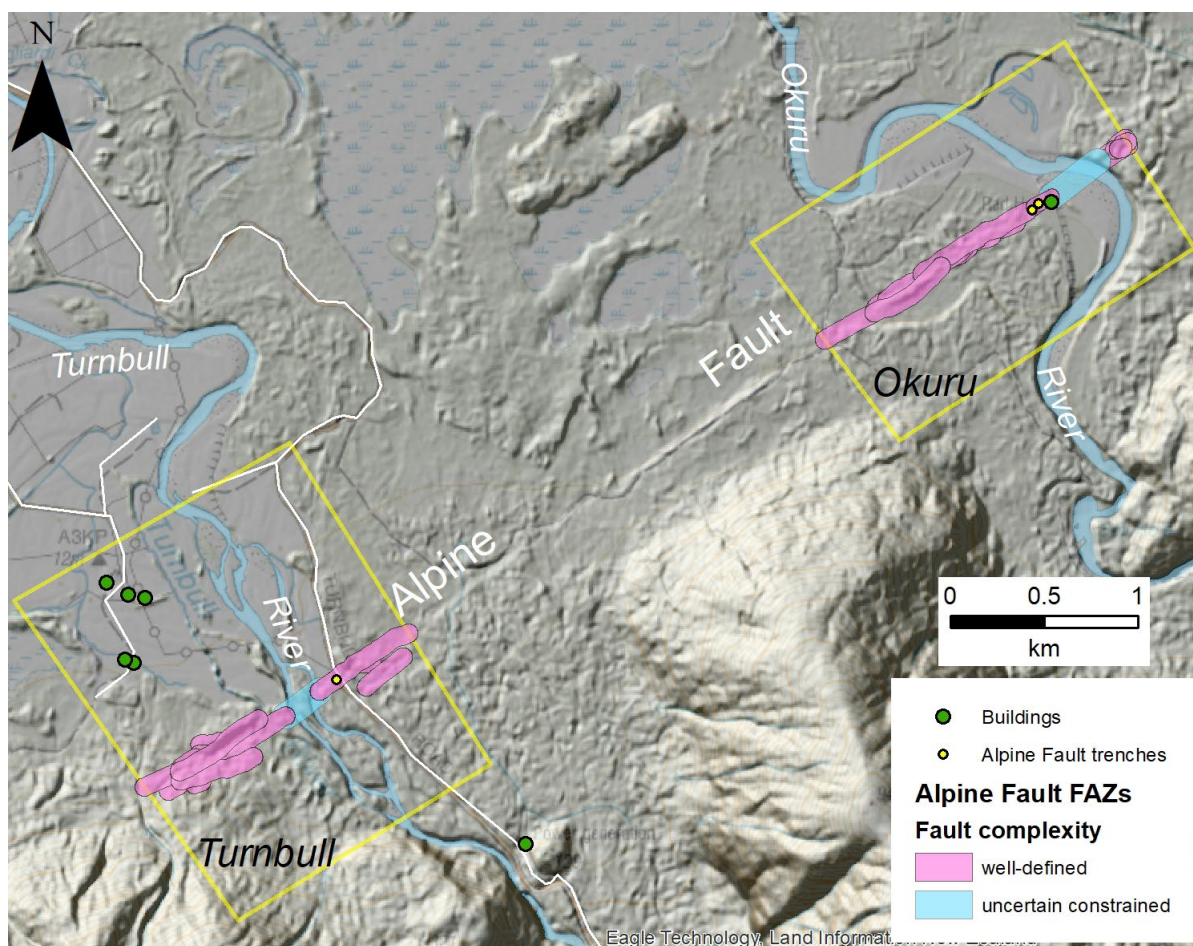 N
Okuru
Fault
Okuru
River
Turnbull
A3KP
Turnbull
River
Alpine
Turnbull
0 0.5 1
km
Buildings
Alpine Fault trenches
Alpine Fault FAZs
Fault complexity
well-defined
uncertain constrained
Eagle Technology, Land Information New Zealand